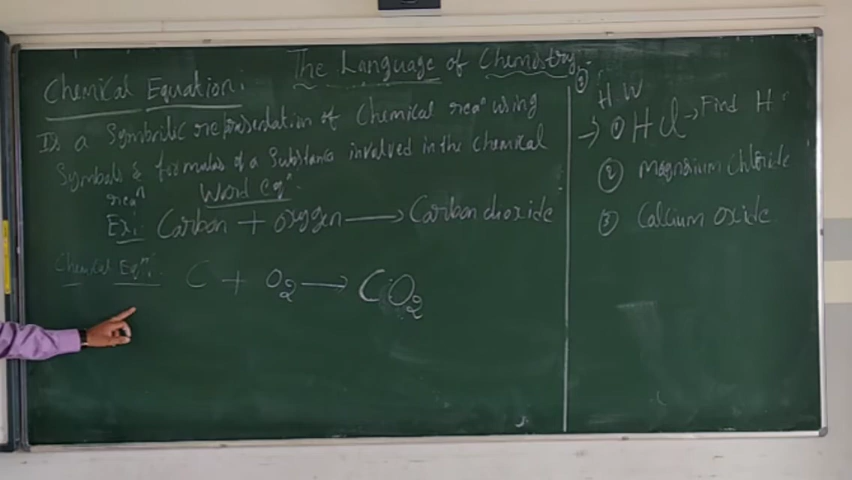 The Language of Chemistry.
Chemical Equation:
Is a Symbolic representation of Chemical reaⁿ using
Symbols & formulas of a Substance involved in the Chemical
reaⁿ
Word eqⁿ.
Ex: Carbon + oxygen → Carbon dioxide
Chemical Eqⁿ:
C + O₂ → CO₂
HW
→ ① HCl → Find H
② Magnesium chloride
③ Calcium oxide